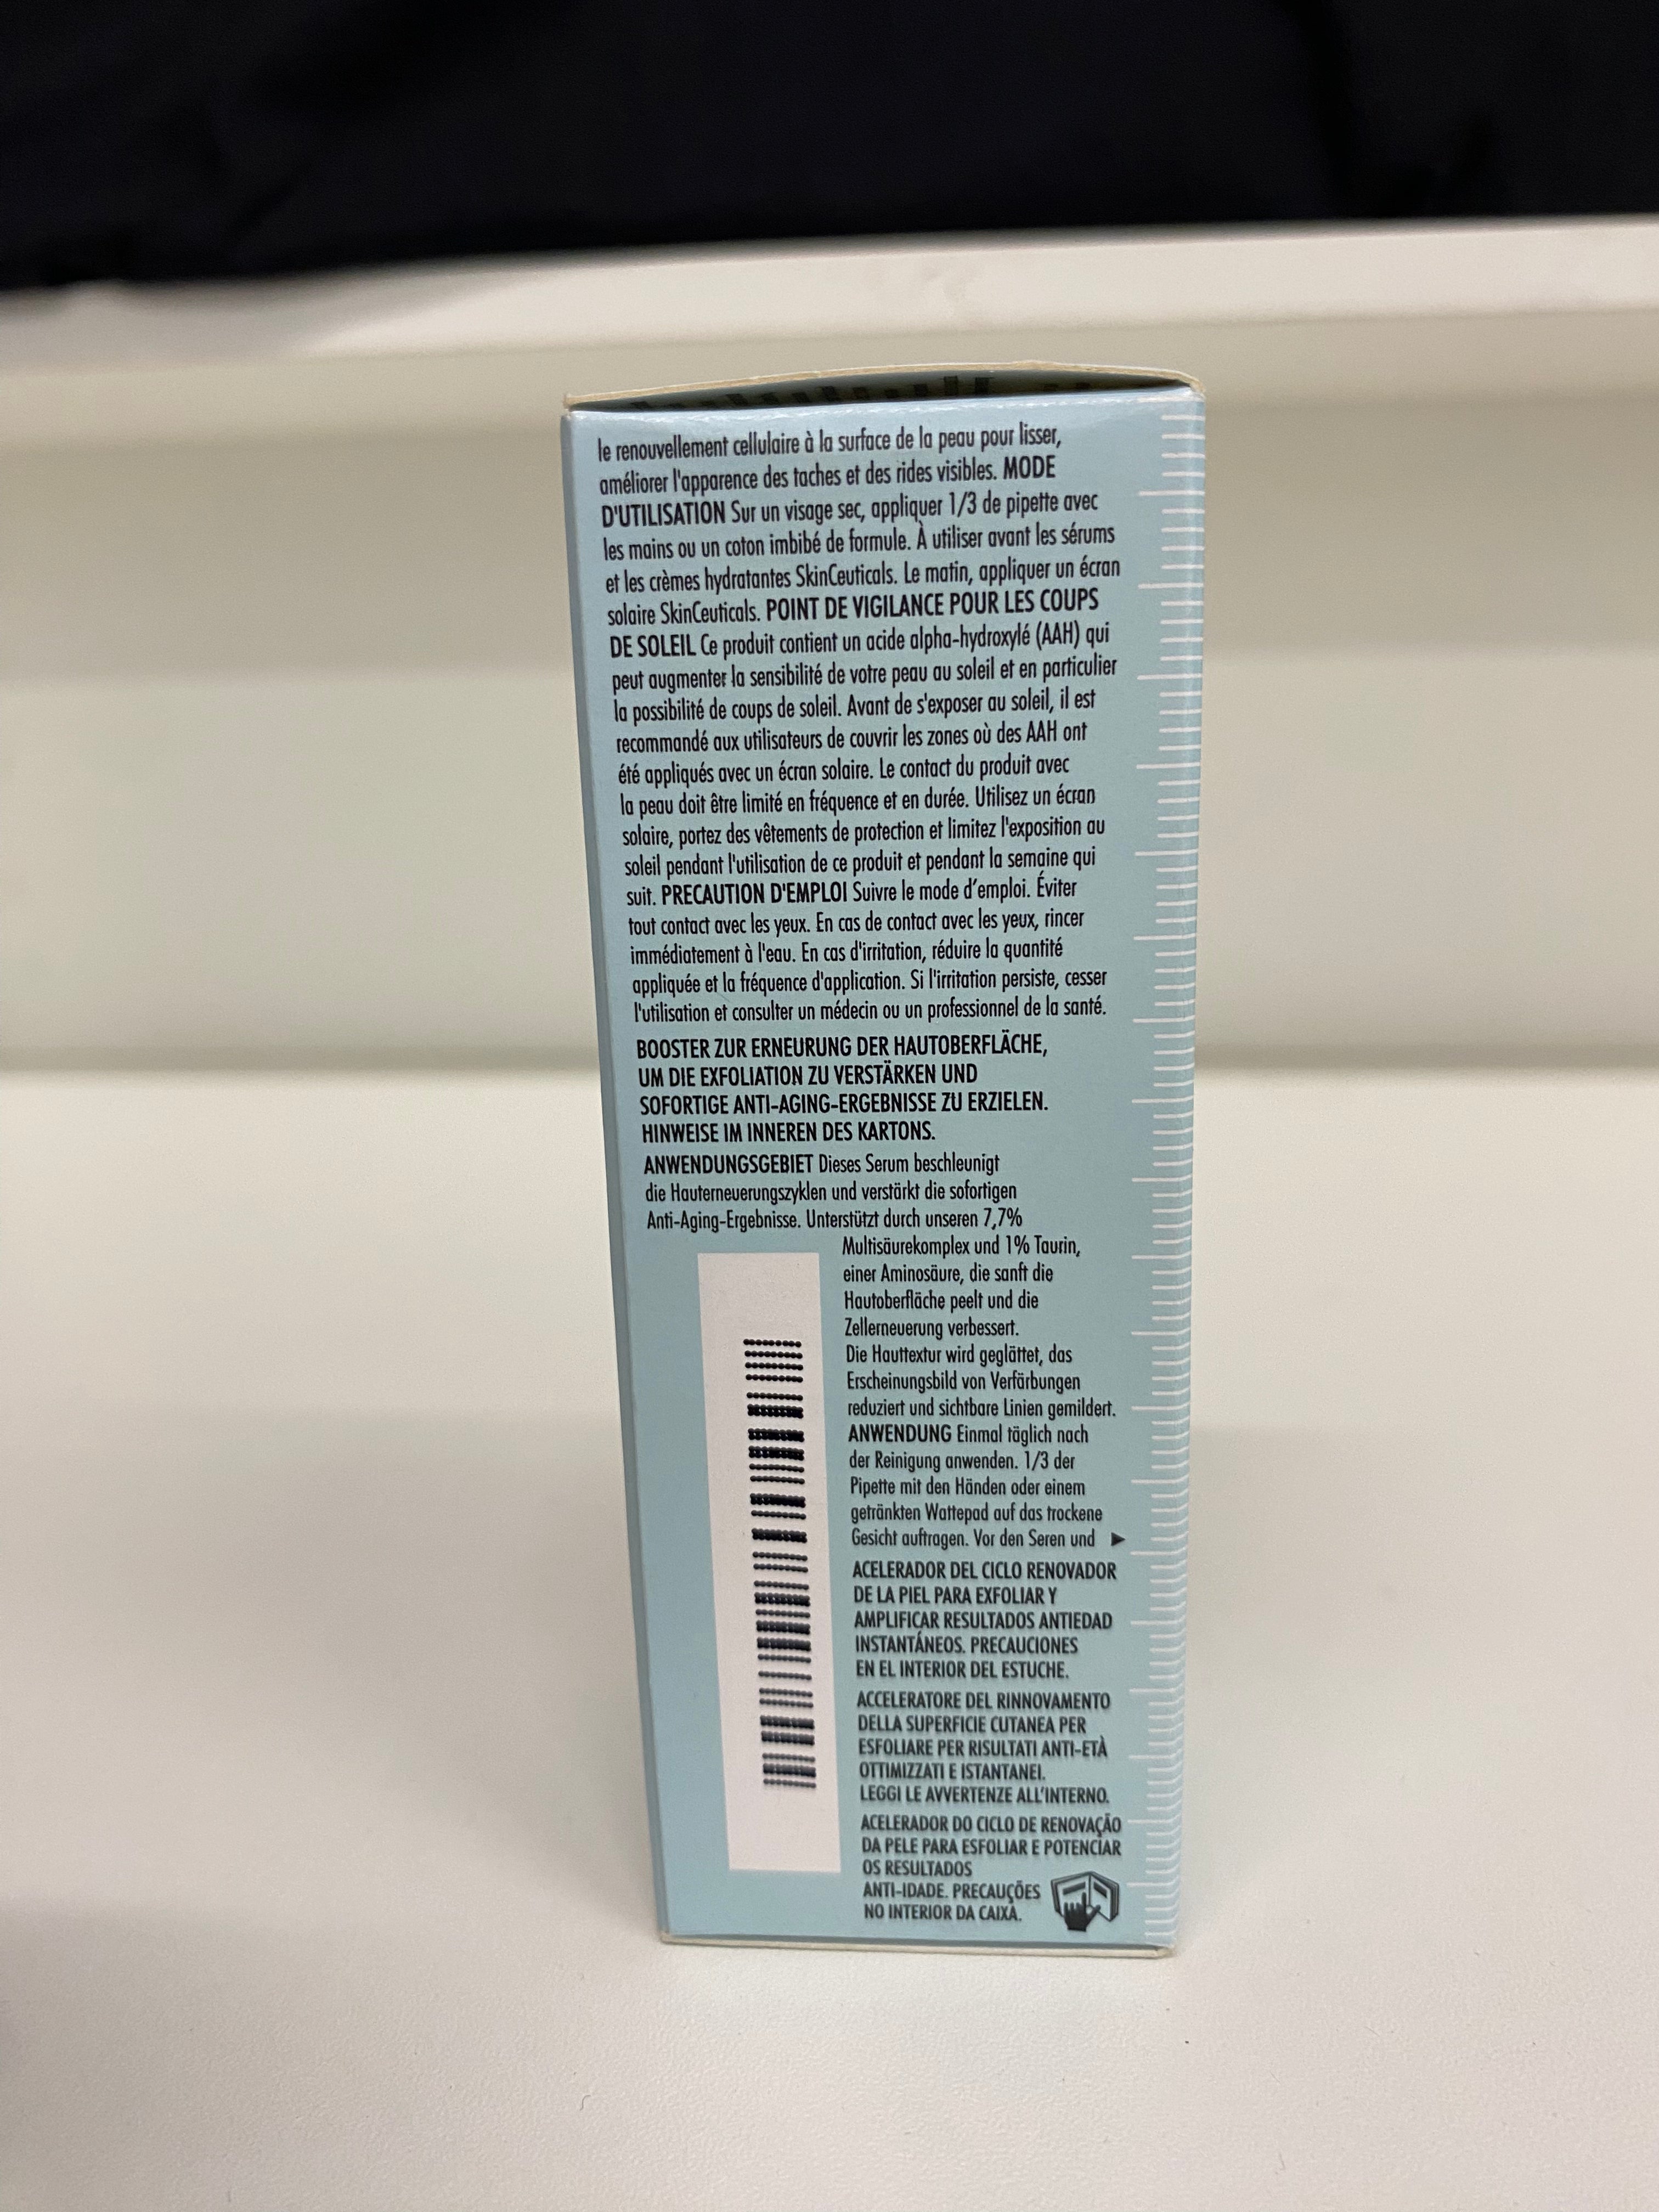 le renouvellement cellulaire à la surface de la peau pour lisser,
améliorer l'apparence des taches et des rides visibles. MODE
D'UTILISATION Sur un visage sec, appliquer 1/3 de pipette avec
les mains ou un coton imbibé de formule. À utiliser avant les sérums
et les crèmes hydratantes SkinCeuticals. Le matin, appliquer un écran
solaire SkinCeuticals. POINT DE VIGILANCE POUR LES COUPS
DE SOLEIL Ce produit contient un acide alpha-hydroxylé (AAH) qui
peut augmenter la sensibilité de votre peau au soleil et en particulier
la possibilité de coups de soleil. Avant de s'exposer au soleil, il est
recommandé aux utilisateurs de couvrir les zones où des AAH ont
été appliqués avec un écran solaire. Le contact du produit avec
la peau doit être limité en fréquence et en durée. Utilisez un écran
solaire, portez des vêtements de protection et limitez l'exposition au
soleil pendant l'utilisation de ce produit et pendant la semaine qui
suit. PRECAUTION D'EMPLOI Suivre le mode d'emploi. Éviter
tout contact avec les yeux. En cas de contact avec les yeux, rincer
immédiatement à l'eau. En cas d'irritation, réduire la quantité
appliquée et la fréquence d'application. Si l'irritation persiste, cesser
l'utilisation et consulter un médecin ou un professionnel de la santé.
BOOSTER ZUR ERNEURUNG DER HAUTOBERFLÄCHE,
UM DIE EXFOLIATION ZU VERSTÄRKEN UND
SOFORTIGE ANTI-AGING-ERGEBNISSE ZU ERZIELEN.
HINWEISE IM INNEREN DES KARTONS.
ANWENDUNGSGEBIET Dieses Serum beschleunigt
die Hauterneuerungszyklen und verstärkt die sofortigen
Anti-Aging-Ergebnisse. Unterstützt durch unseren 7,7%
Multisäurekomplex und 1% Taurin,
einer Aminosäure, die sanft die
Hautoberfläche peelt und die
Zellerneuerung verbessert.
Die Hauttextur wird geglättet, das
Erscheinungsbild von Verfärbungen
reduziert und sichtbare Linien gemildert.
ANWENDUNG Einmal täglich nach
der Reinigung anwenden. 1/3 der
Pipette mit den Händen oder einem
getränkten Wattepad auf das trockene
Gesicht auftragen. Vor den Seren und ►
ACELERADOR DEL CICLO RENOVADOR
DE LA PIEL PARA EXFOLIAR Y
AMPLIFICAR RESULTADOS ANTIEDAD
INSTANTÁNEOS. PRECAUCIONES
EN EL INTERIOR DEL ESTUCHE.
ACCELERATORE DEL RINNOVAMENTO
DELLA SUPERFICIE CUTANEA PER
ESFOLIARE PER RISULTATI ANTI-ETÀ
OTTIMIZZATI E ISTANTANEI.
LEGGI LE AVVERTENZE ALL'INTERNO.
ACELERADOR DO CICLO DE RENOVAÇÃO
DA PELE PARA ESFOLIAR E POTENCIAR
OS RESULTADOS
ANTI-IDADE. PRECAUÇÕES
NO INTERIOR DA CAIXA.